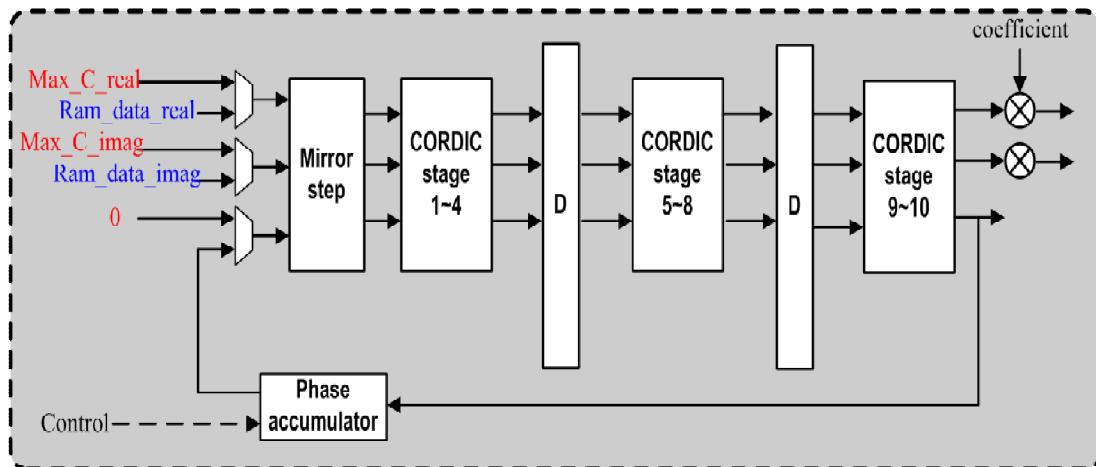 coefficient
Max_C_real
Ram_data_real
Max_C_imag
Ram_data_imag
0
Mirror
step
CORDIC
stage
1~4
D
CORDIC
stage
5~8
D
CORDIC
stage
9~10
Phase
accumulator
Control